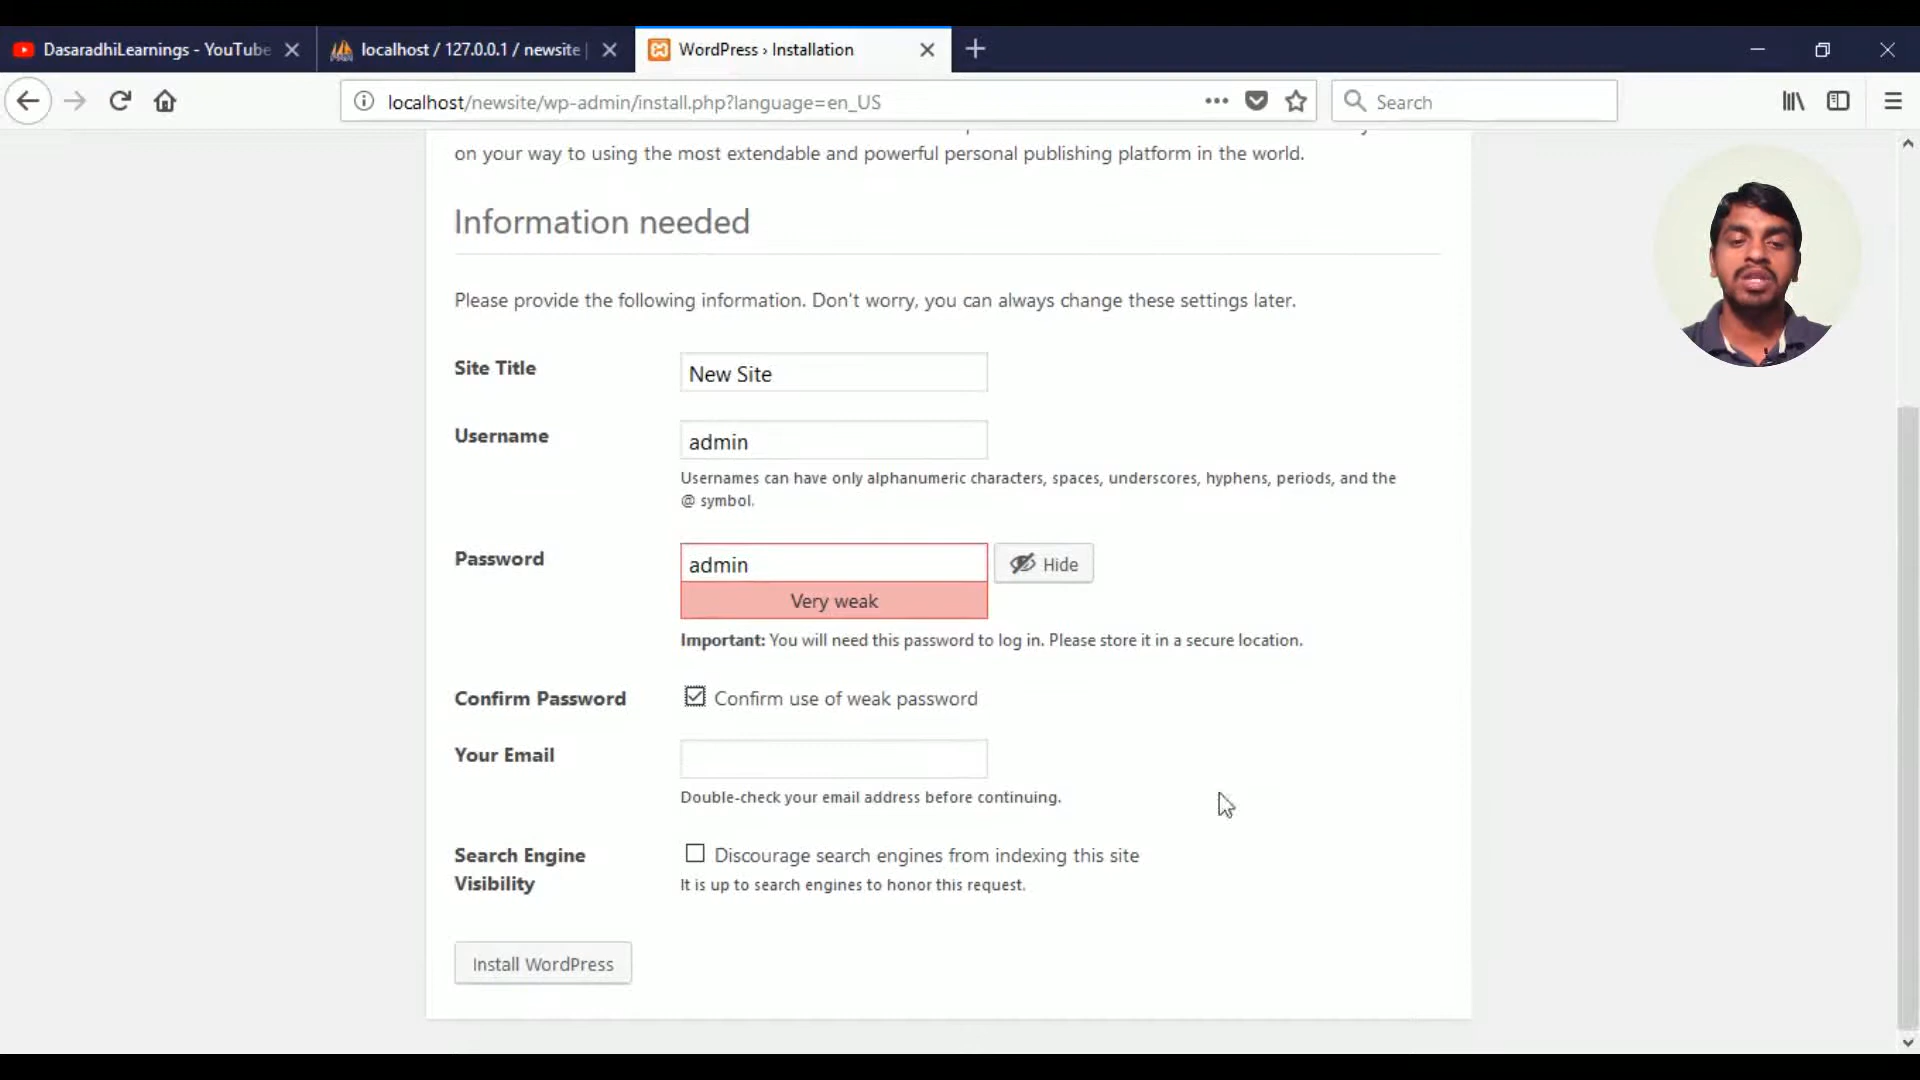 DasaradhiLearnings - YouTube
localhost / 127.0.0.1 / newsite |
WordPress › Installation
localhost/newsite/wp-admin/install.php?language=en_US
Search
on your way to using the most extendable and powerful personal publishing platform in the world.
Information needed
Please provide the following information. Don't worry, you can always change these settings later.
Site Title
New Site
Username
admin
Usernames can have only alphanumeric characters, spaces, underscores, hyphens, periods, and the
@ symbol.
Password
admin
Hide
Very weak
Important: You will need this password to log in. Please store it in a secure location.
Confirm Password
Confirm use of weak password
Your Email
Double-check your email address before continuing.
Search Engine
Visibility
Discourage search engines from indexing this site
It is up to search engines to honor this request.
Install WordPress